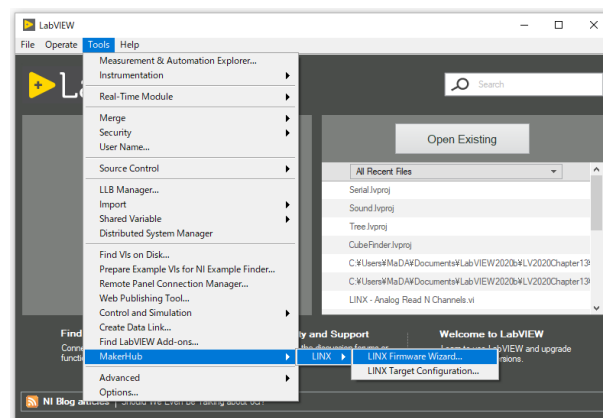 LabVIEW
File Operate Tools Help
Measurement & Automation Explorer...
Instrumentation
Real-Time Module
Merge
Security
User Name...
Source Control
LLB Manager...
Import
Shared Variable
Distributed System Manager
Find VIs on Disk...
Prepare Example VIs for NI Example Finder...
Remote Panel Connection Manager...
Web Publishing Tool...
Control and Simulation
Create Data Link...
Find LabVIEW Add-ons...
MakerHub
Advanced
Options...
LINX
LINX Firmware Wizard...
LINX Target Configuration...
Search
Open Existing
All Recent Files
Serial.lvproj
Sound.lvproj
Tree.lvproj
CubeFinder.lvproj
C:¥Users¥MaDA¥Documents¥LabVIEW2020b¥LV2020Chapter13
C:¥Users¥MaDA¥Documents¥LabVIEW2020b¥LV2020Chapter13
LINX - Analog Read N Channels.vi
Find
and Support
Welcome to LabVIEW
and upgrade
NI Blog articles